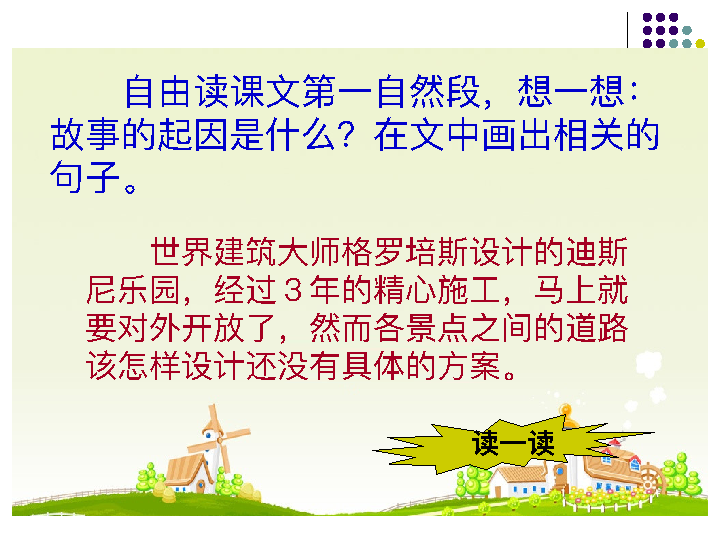 自由读课文第一自然段，想一想：
故事的起因是什么？在文中画出相关的
句子。
世界建筑大师格罗培斯设计的迪斯
尼乐园，经过３年的精心施工，马上就
要对外开放了，然而各景点之间的道路
该怎样设计还没有具体的方案。
读一读